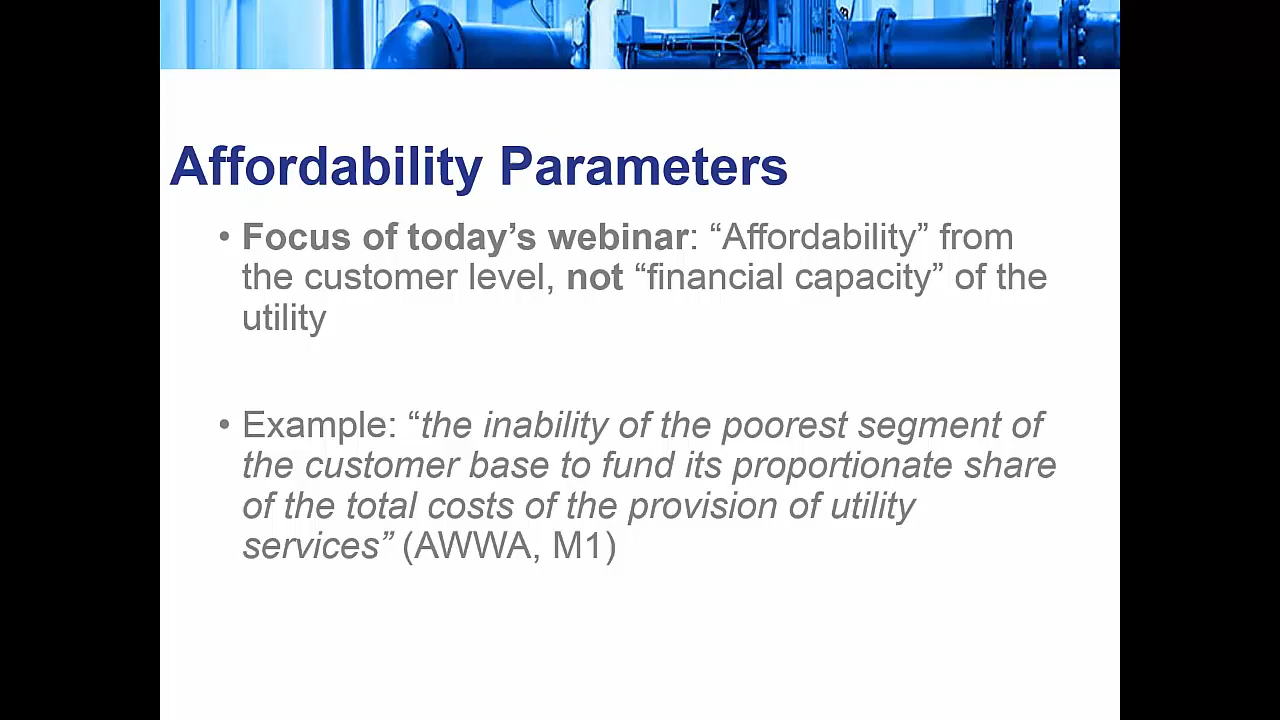 Affordability Parameters
• Focus of today’s webinar: “Affordability” from
the customer level, not “financial capacity” of the
utility
• Example: “the inability of the poorest segment of
the customer base to fund its proportionate share
of the total costs of the provision of utility
services” (AWWA, M1)